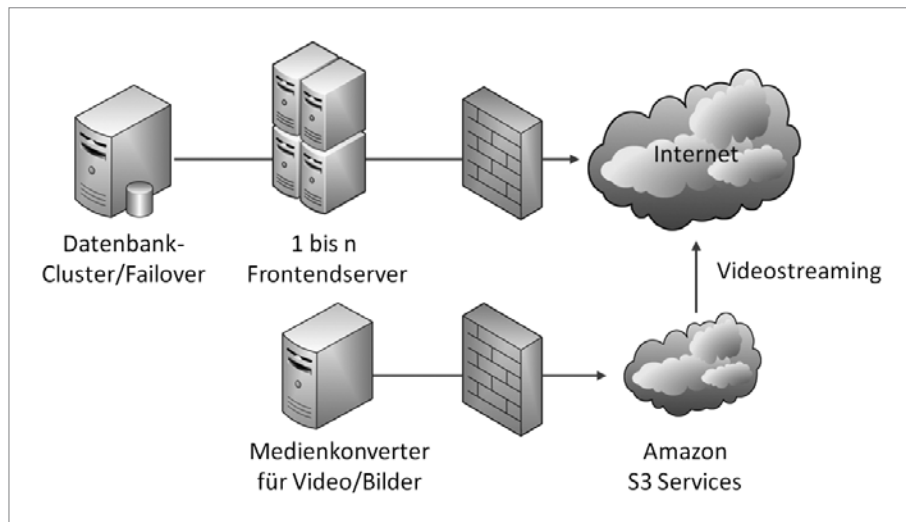 Internet
Datenbank-
Cluster/Failover
1 bis n
Frontendserver
Videostreaming
Medienkonverter
für Video/Bilder
Amazon
S3 Services